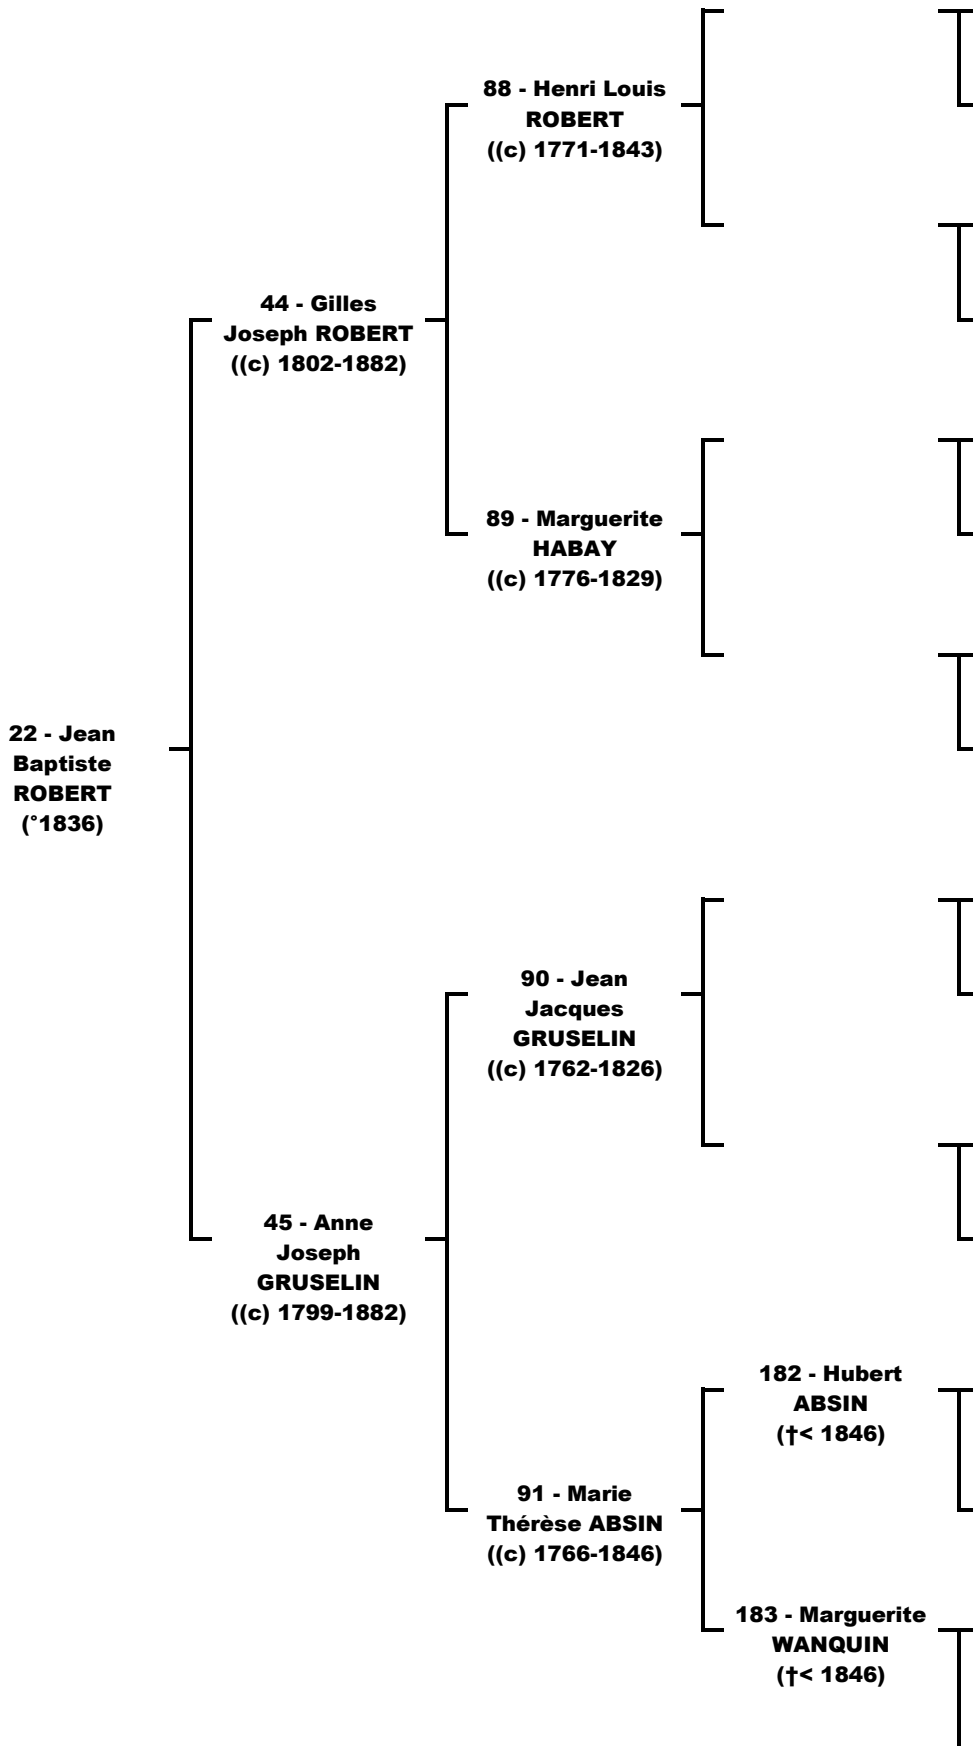 88 - Henri Louis
ROBERT
((c) 1771-1843)
44 - Gilles
Joseph ROBERT
((c) 1802-1882)
89 - Marguerite
HABAY
((c) 1776-1829)
22 - Jean
Baptiste
ROBERT
(°1836)
90 - Jean
Jacques
GRUSELIN
((c) 1762-1826)
45 - Anne
Joseph
GRUSELIN
((c) 1799-1882)
182 - Hubert
ABSIN
(†< 1846)
91 - Marie
Thérèse ABSIN
((c) 1766-1846)
183 - Marguerite
WANQUIN
(†< 1846)